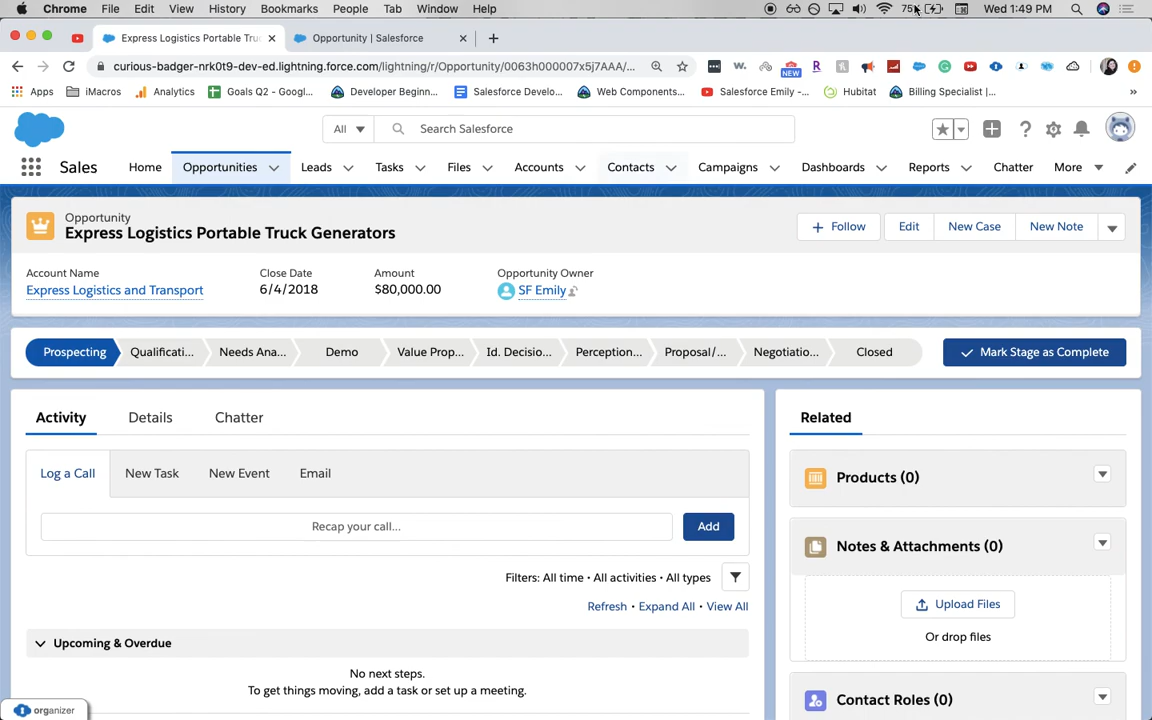 Chrome File Edit View History Bookmarks People Tab Window Help Wed 1:49 PM
Express Logistics Portable Tru Opportunity | Salesforce
curious-badger-nrk0t9-dev-ed.lightning.force.com/lightning/r/Opportunity/0063h000007x5j7AAA/... NEW
Apps iMacros Analytics Goals Q2 - Googl... Developer Beginn... Salesforce Develo... Web Components... Salesforce Emily -... Hubitat Billing Specialist |... »
All Search Salesforce
Sales Home Opportunities Leads Tasks Files Accounts Contacts Campaigns Dashboards Reports Chatter More
Opportunity
Express Logistics Portable Truck Generators
+ Follow Edit New Case New Note
Account Name Close Date Amount Opportunity Owner
Express Logistics and Transport 6/4/2018 $80,000.00 SF Emily
Prospecting Qualificati... Needs Ana... Demo Value Prop... Id. Decisio... Perception... Proposal/... Negotiatio... Closed Mark Stage as Complete
Activity Details Chatter
Related
Log a Call New Task New Event Email
Products (0)
Recap your call... Add
Notes & Attachments (0)
Filters: All time • All activities • All types
Refresh • Expand All • View All
Upload Files
Or drop files
Upcoming & Overdue
No next steps.
To get things moving, add a task or set up a meeting.
Contact Roles (0)
organizer